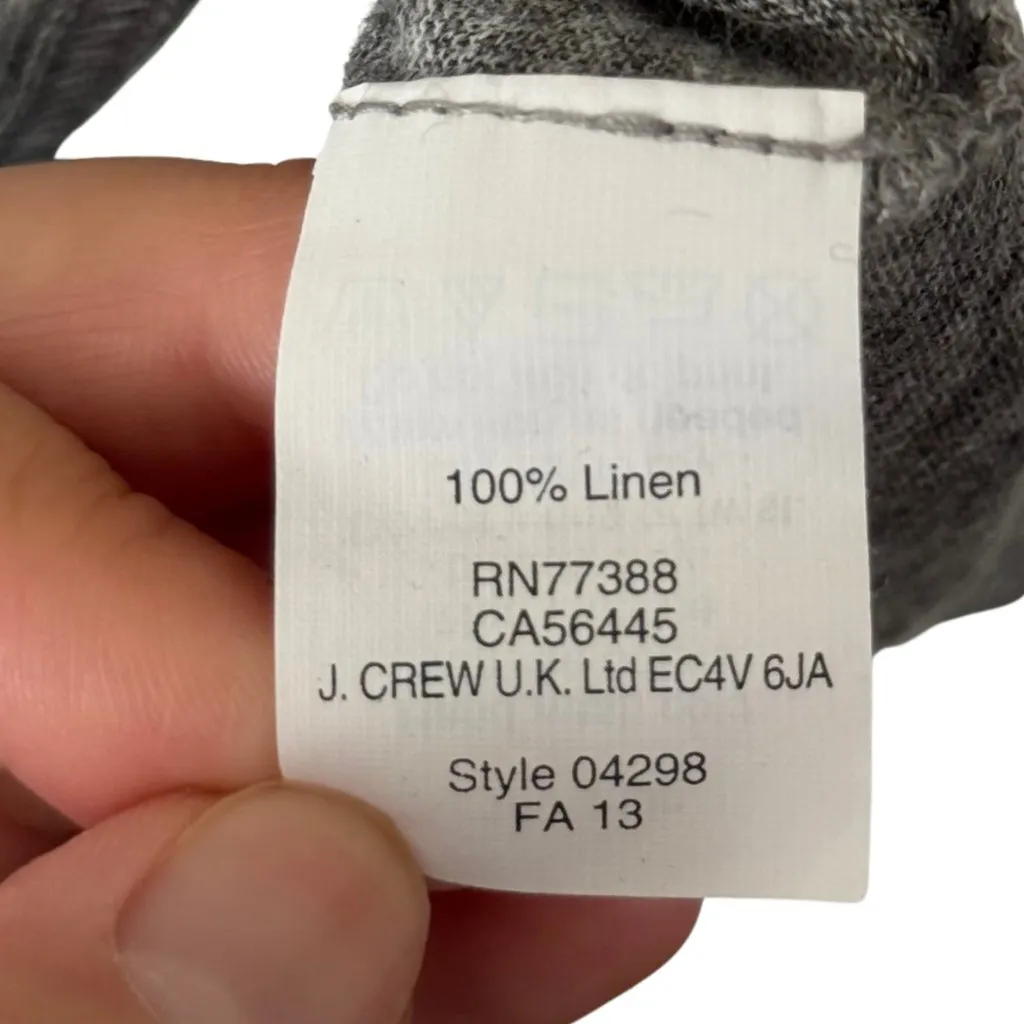 100% Linen
RN77388
CA56445
J. CREW U.K. Ltd EC4V 6JA
Style 04298
FA 13